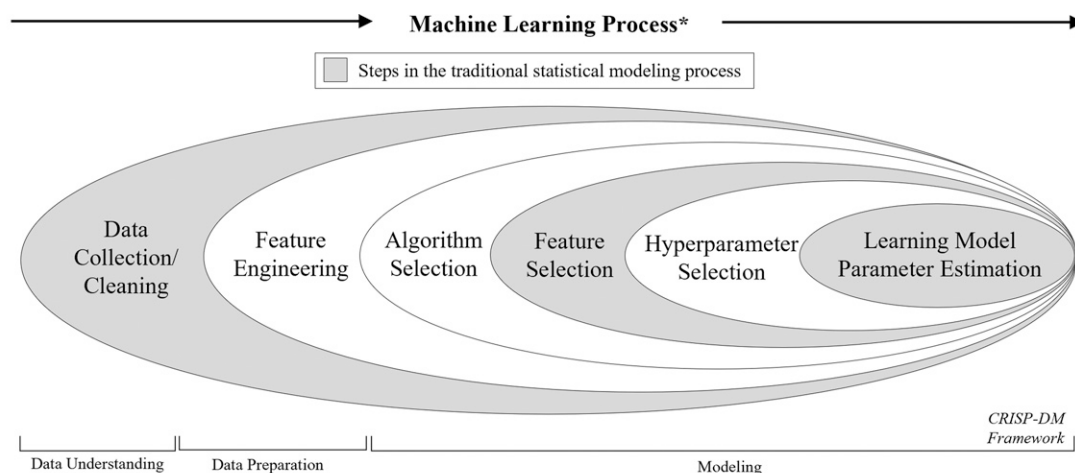 Machine Learning Process*
Steps in the traditional statistical modeling process
Data
Collection/
Cleaning
Feature
Engineering
Algorithm
Selection
Feature
Selection
Hyperparameter
Selection
Learning Model
Parameter Estimation
CRISP-DM
Framework
Data Understanding
Data Preparation
Modeling